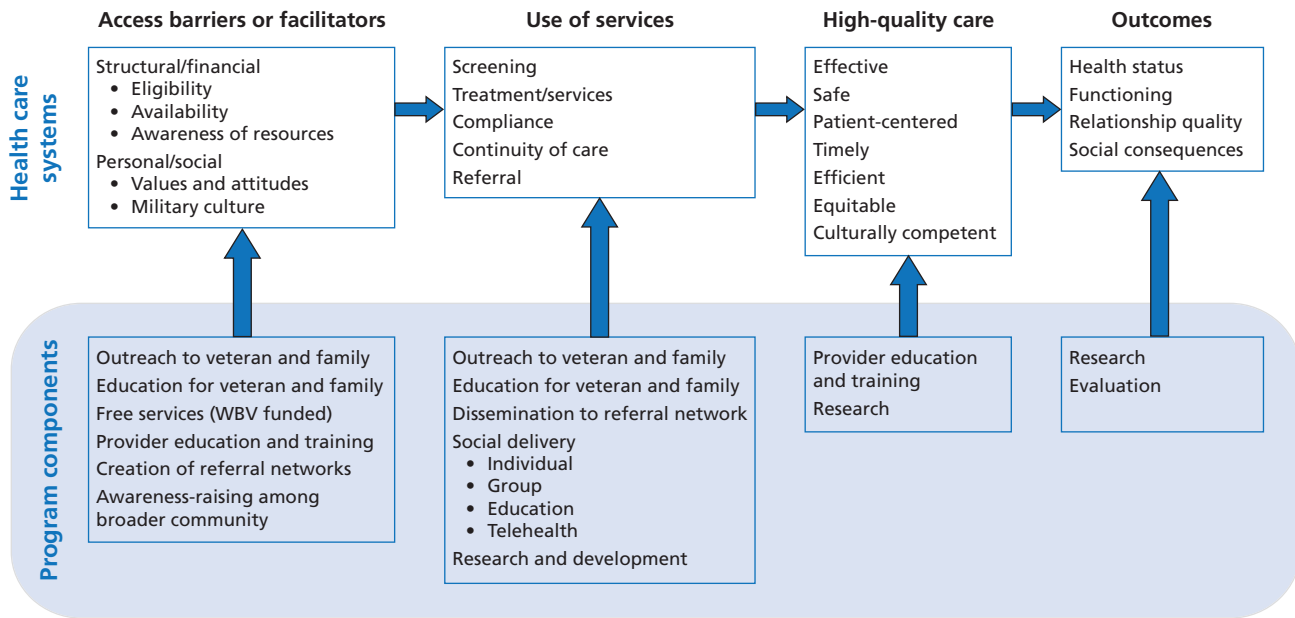 Access barriers or facilitators
Use of services
High-quality care
Outcomes
Health care
systems
Structural/financial
• Eligibility
• Availability
• Awareness of resources
Personal/social
• Values and attitudes
• Military culture
Screening
Treatment/services
Compliance
Continuity of care
Referral
Effective
Safe
Patient-centered
Timely
Efficient
Equitable
Culturally competent
Health status
Functioning
Relationship quality
Social consequences
Program components
Outreach to veteran and family
Education for veteran and family
Free services (WBV funded)
Provider education and training
Creation of referral networks
Awareness-raising among
broader community
Outreach to veteran and family
Education for veteran and family
Dissemination to referral network
Social delivery
• Individual
• Group
• Education
• Telehealth
Research and development
Provider education
and training
Research
Research
Evaluation